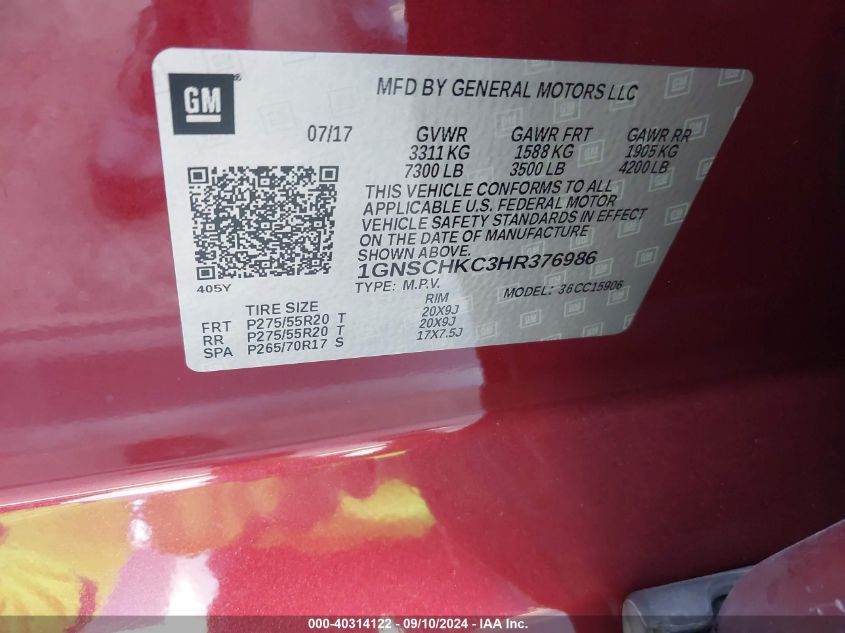 GM
MFD BY GENERAL MOTORS LLC
07/17 GVWR GAWR FRT GAWR RR
3311 KG 1588 KG 1905 KG
7300 LB 3500 LB 4200 LB
THIS VEHICLE CONFORMS TO ALL
APPLICABLE U.S. FEDERAL MOTOR
VEHICLE SAFETY STANDARDS IN EFFECT
ON THE DATE OF MANUFACTURE
SHOWN ABOVE.
1GNSCHKC3HR376986
405Y
TYPE: M.P.V. MODEL: 36CC15906
TIRE SIZE RIM
FRT P275/55R20 T 20X9J
RR P275/55R20 T 20X9J
SPA P265/70R17 S 17X7.5J
000-40314122 - 09/10/2024 - IAA, Inc.